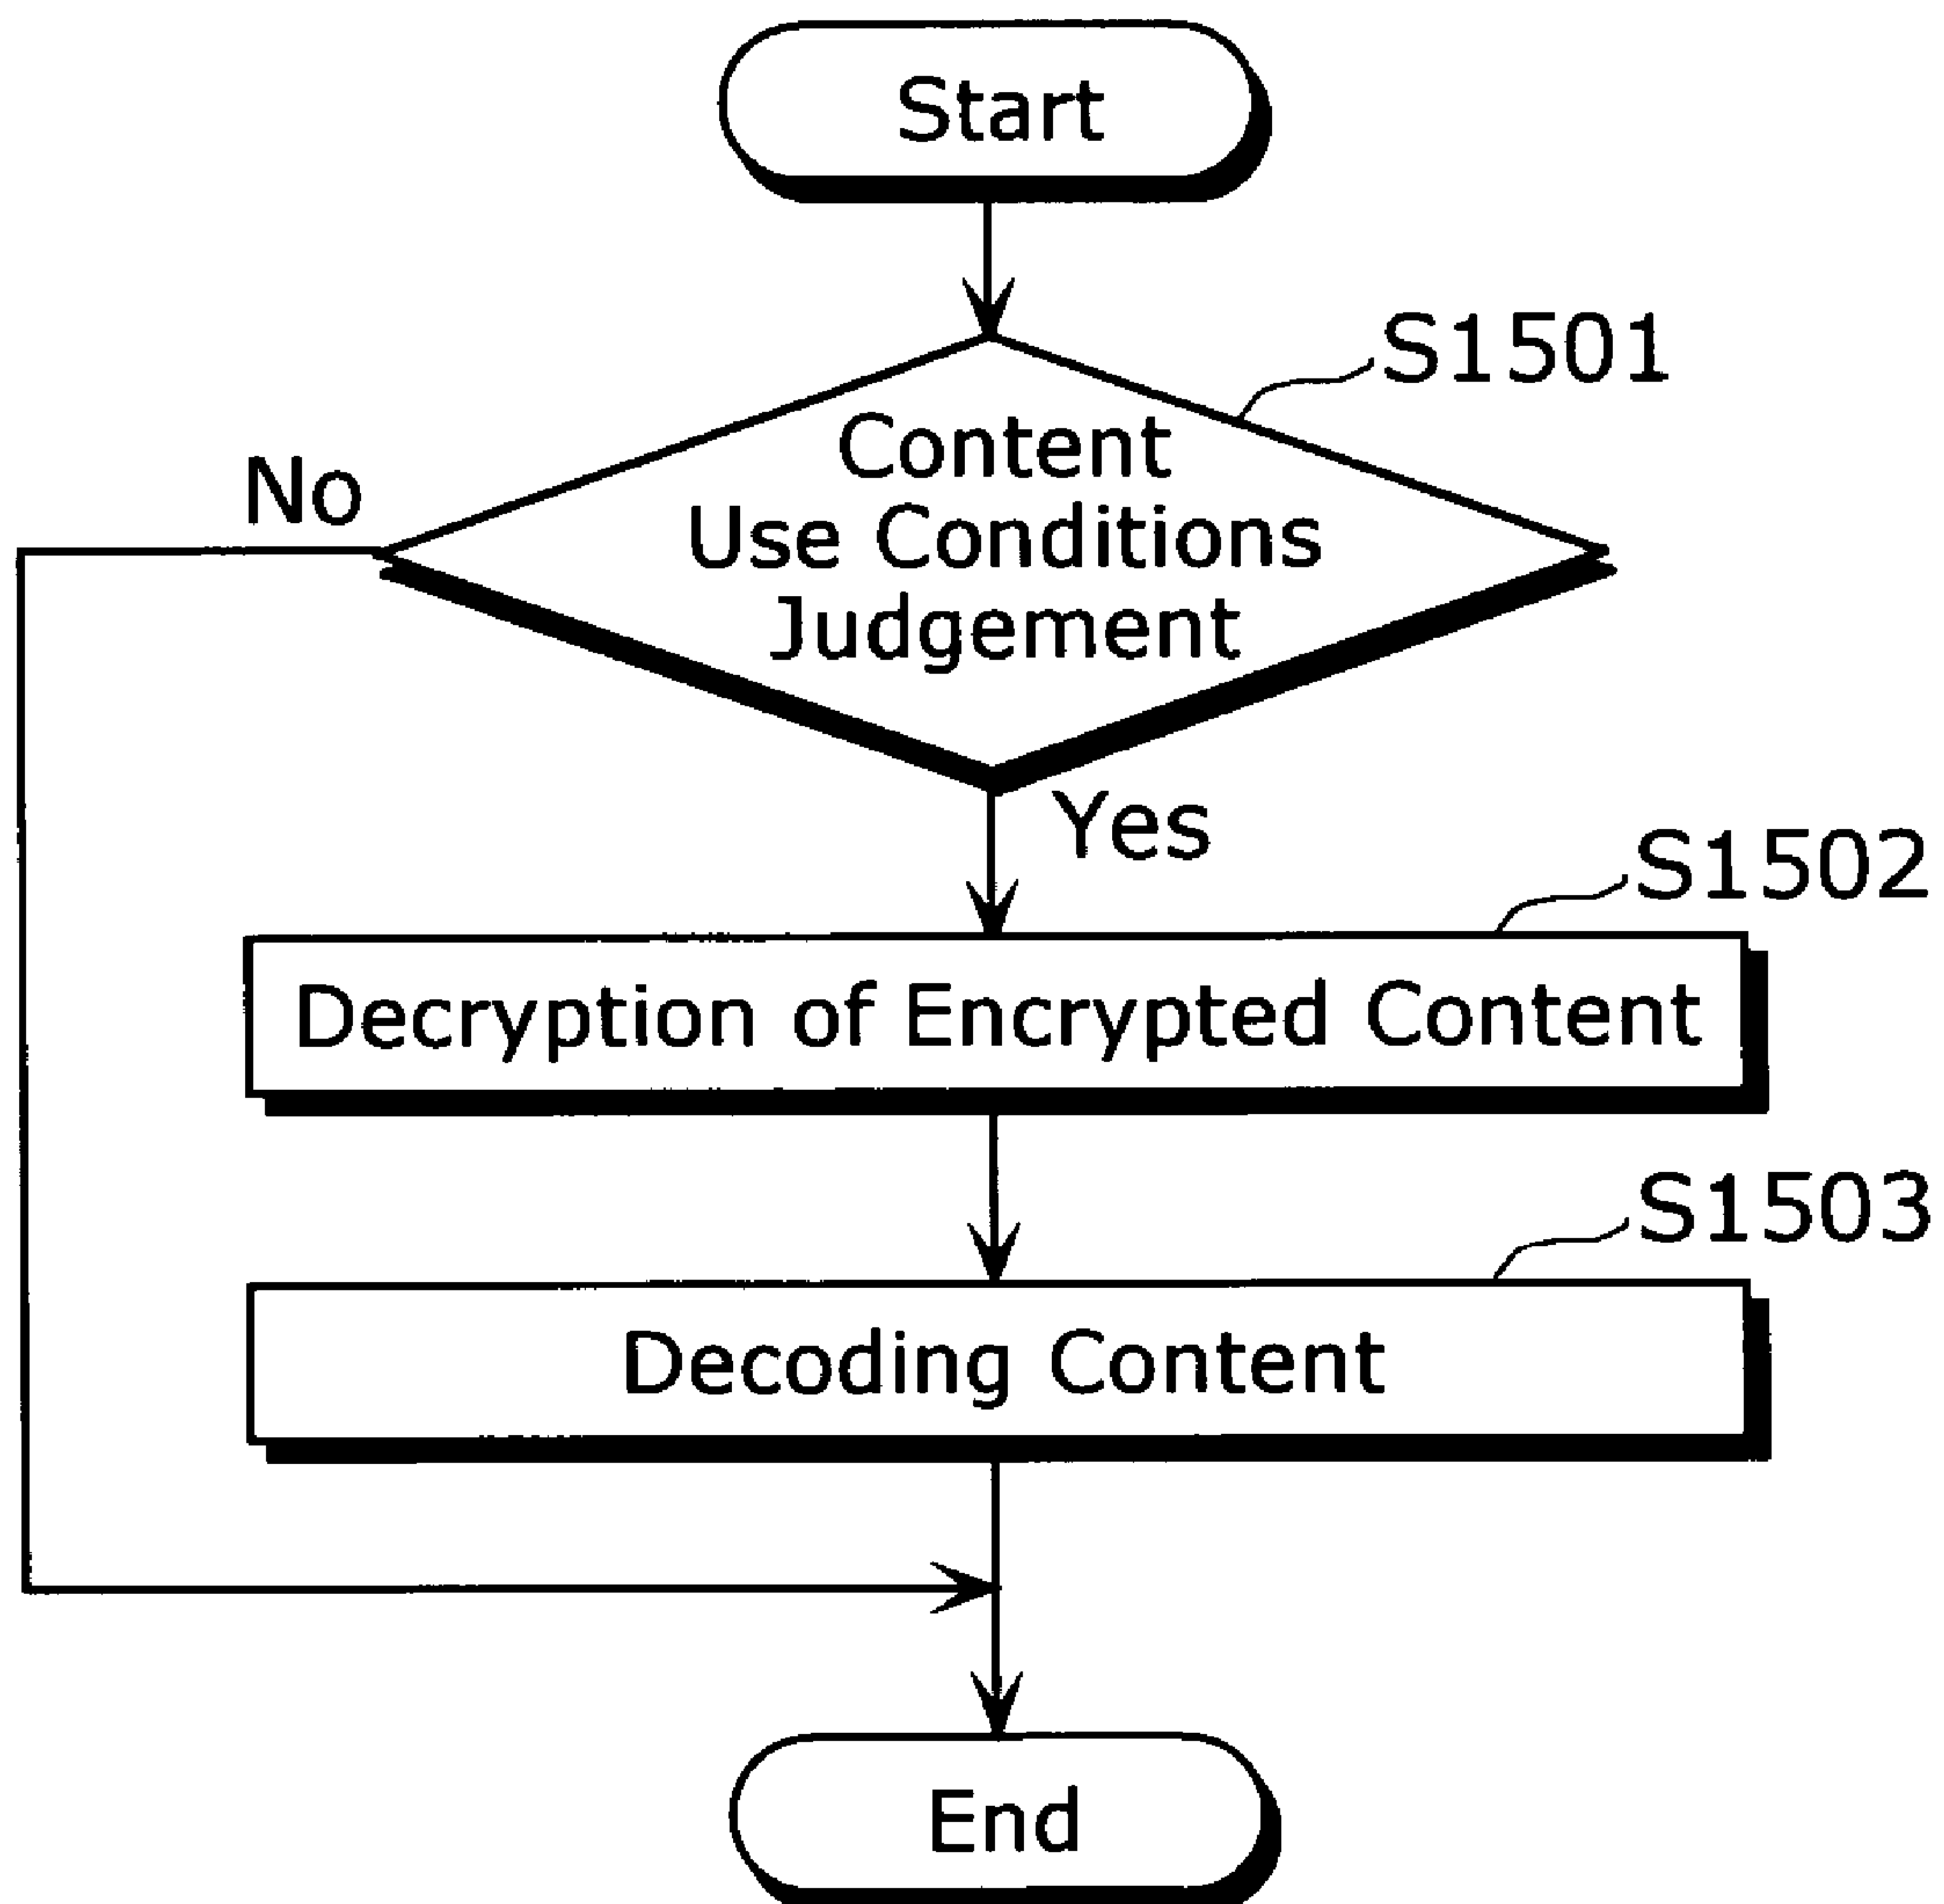 Start
S1501
Content
Use Conditions
Judgement
No
Yes
S1502
Decryption of Encrypted Content
S1503
Decoding Content
End